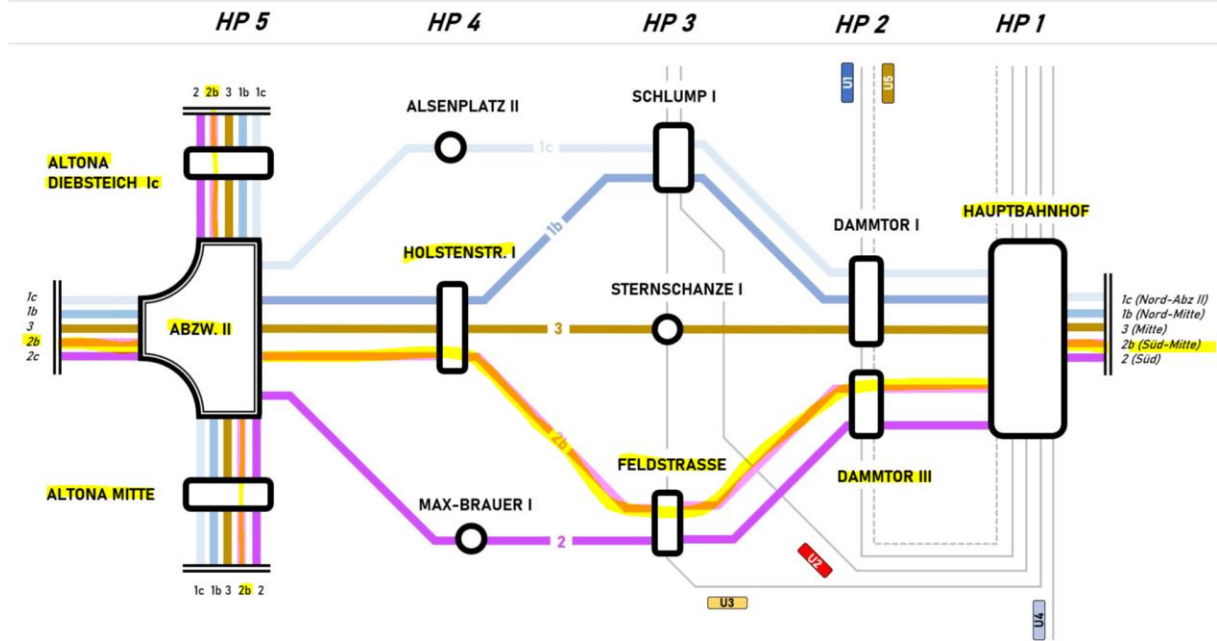 HP 5 HP 4 HP 3 HP 2 HP 1
2 2b 3 1b 1c
U1
U5
ALSENPLATZ II
SCHLUMP I
ALTONA
DIEBSTEICH Ic
1c
HAUPTBAHNHOF
DAMMTOR I
1b
HOLSTENSTR. I
STERNSCHANZE I
1c
1b
3
2b
2c
ABZW. II
3
1c (Nord-Abz II)
1b (Nord-Mitte)
3 (Mitte)
2b (Süd-Mitte)
2 (Süd)
2b
FELDSTRASSE
DAMMTOR III
ALTONA MITTE
MAX-BRAUER I
2
U2
1c 1b 3 2b 2
U3
U4